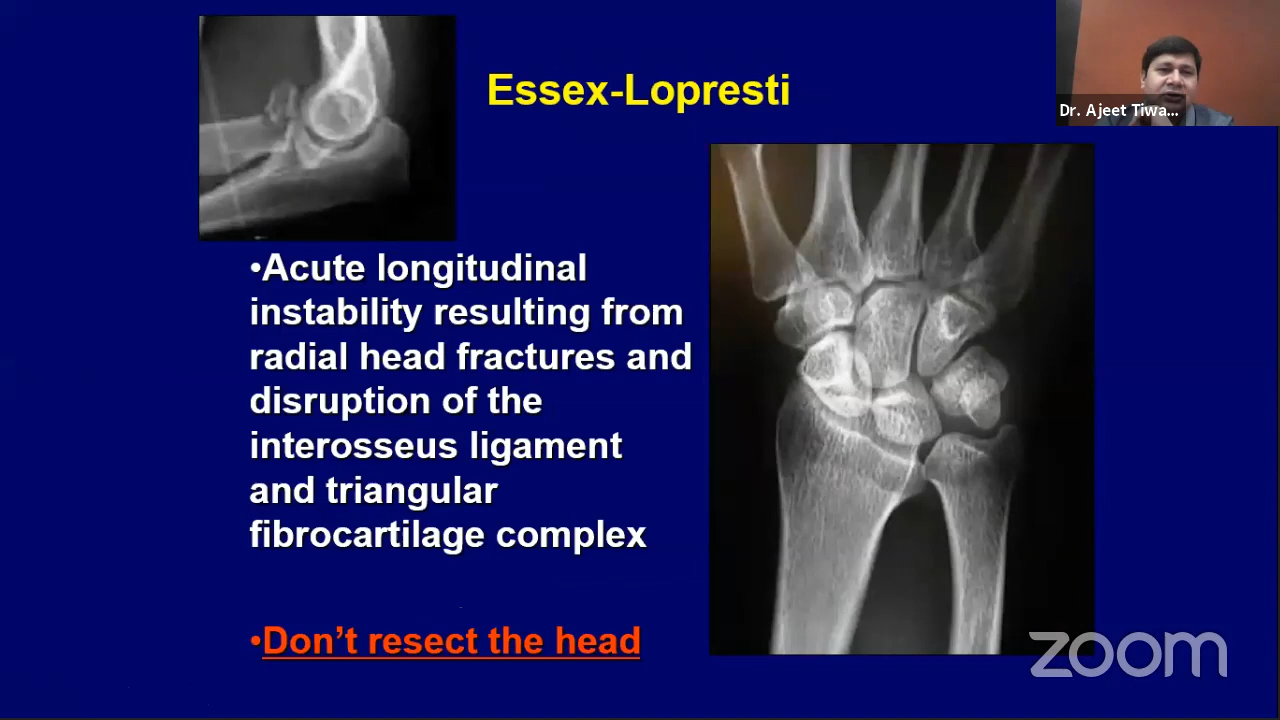 Essex-Lopresti
Dr. Ajeet Tiwa...
•Acute longitudinal
instability resulting from
radial head fractures and
disruption of the
interosseus ligament
and triangular
fibrocartilage complex
•Don’t resect the head
zoom